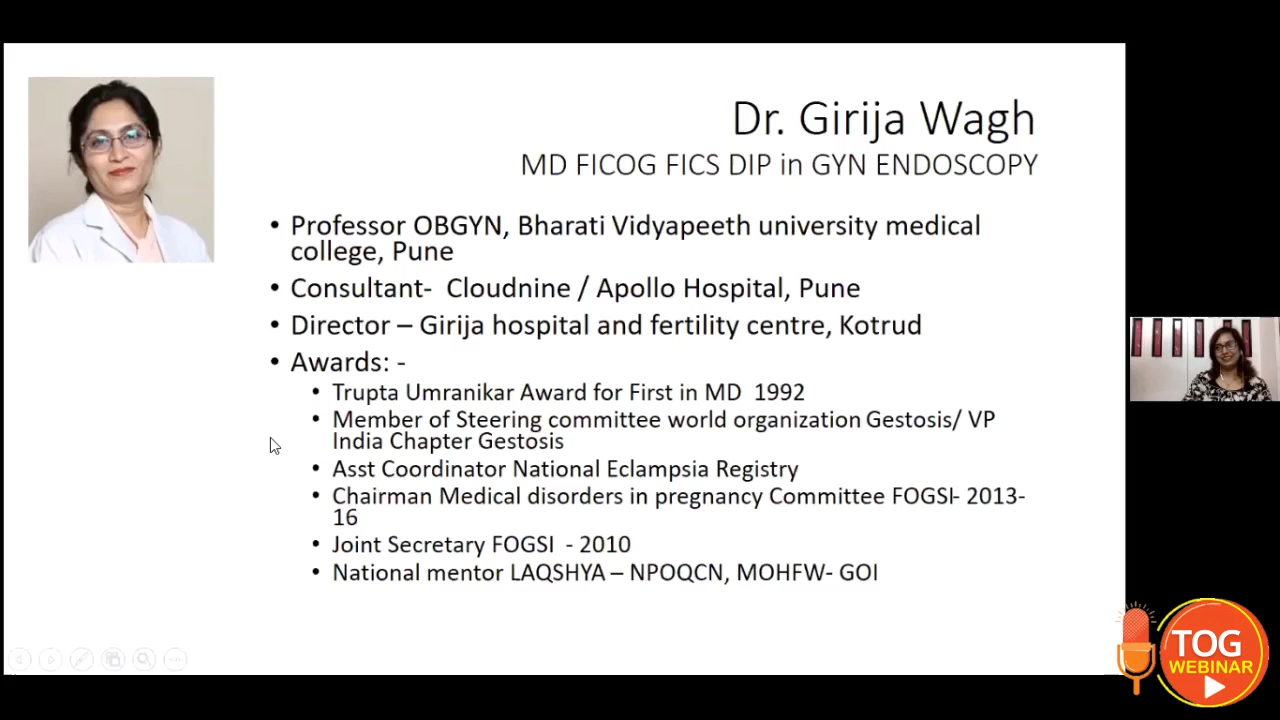 Dr. Girija Wagh
MD FICOG FICS DIP in GYN ENDOSCOPY
• Professor OBGYN, Bharati Vidyapeeth university medical
college, Pune
• Consultant- Cloudnine / Apollo Hospital, Pune
• Director – Girija hospital and fertility centre, Kotrud
• Awards: -
• Trupta Umranikar Award for First in MD 1992
• Member of Steering committee world organization Gestosis/ VP
India Chapter Gestosis
• Asst Coordinator National Eclampsia Registry
• Chairman Medical disorders in pregnancy Committee FOGSI- 2013-
16
• Joint Secretary FOGSI - 2010
• National mentor LAQSHYA – NPOQCN, MOHFW- GOI
TOG
WEBINAR